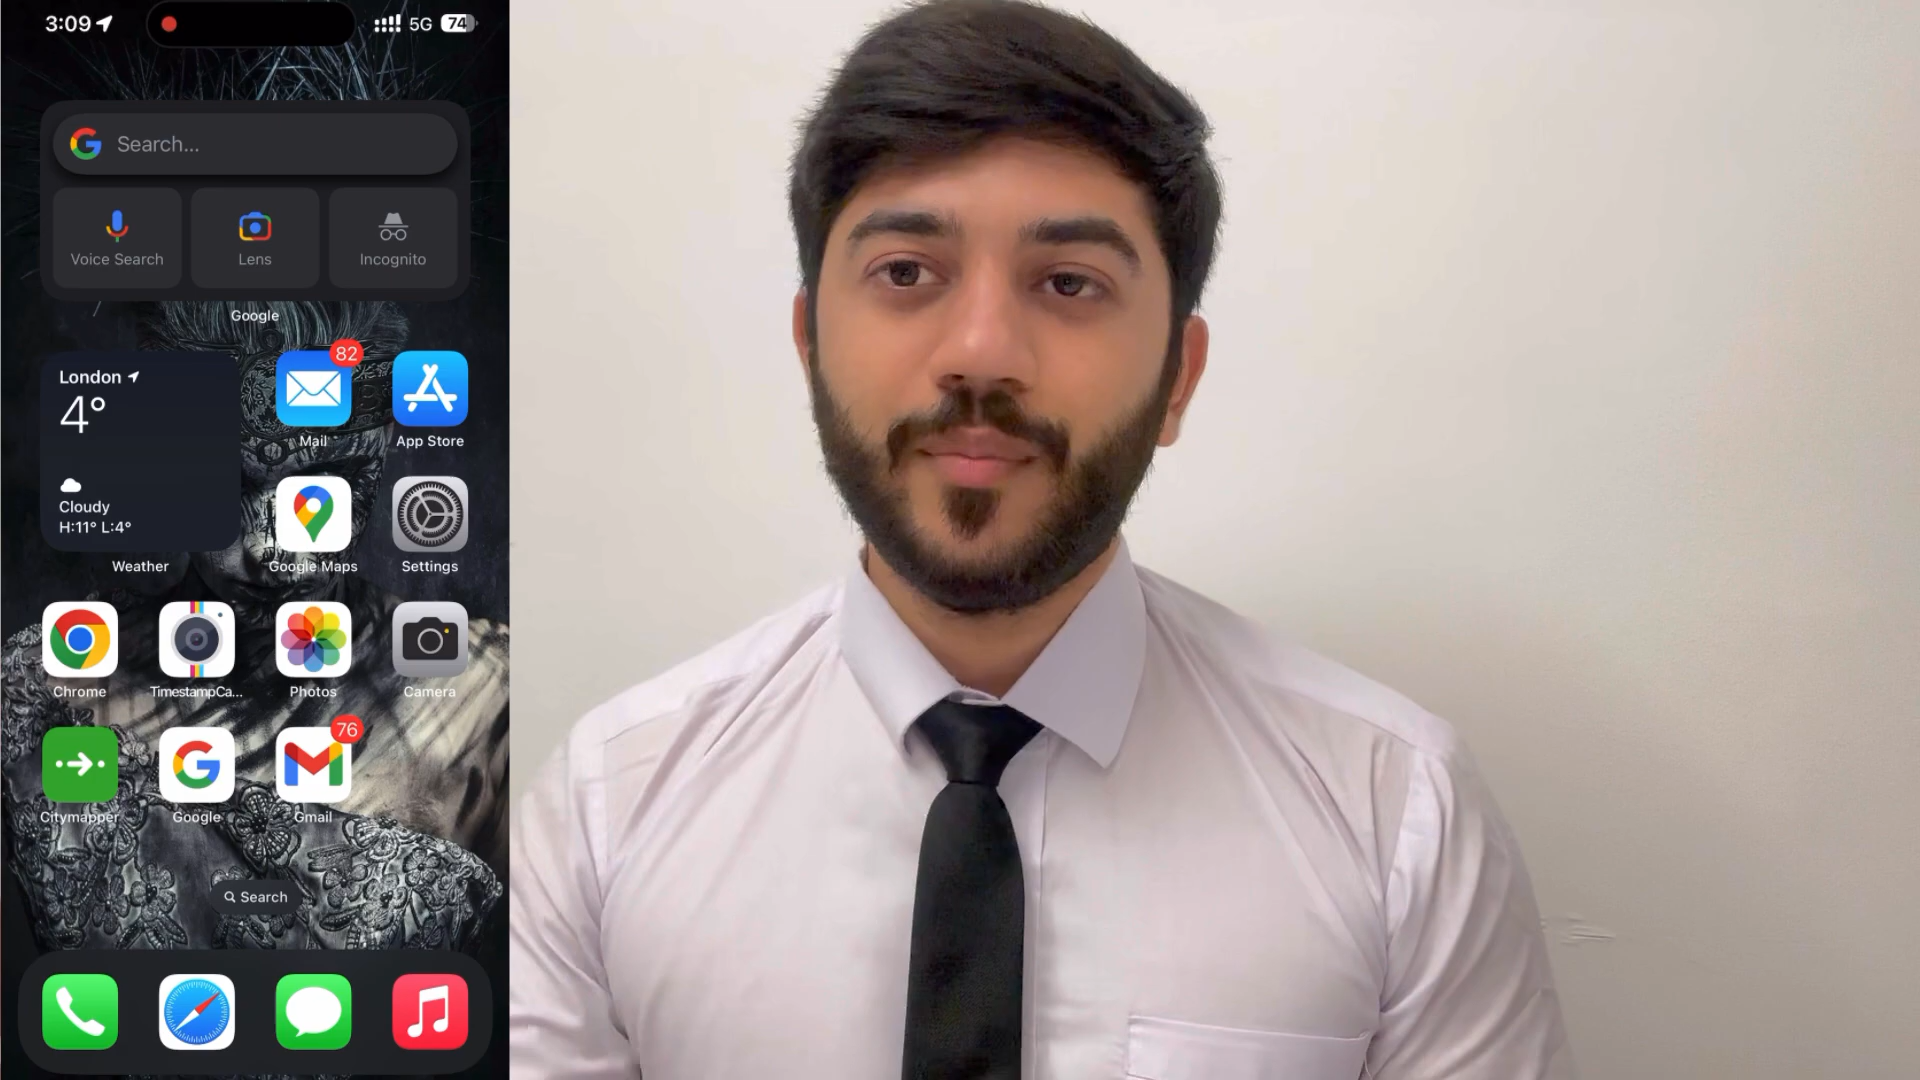 3:09
5G
74
Search...
Voice Search
Lens
Incognito
Google
London
4°
Cloudy
H:11° L:4°
Weather
82
Mail
App Store
Google Maps
Settings
Chrome
TimestampCa...
Photos
Camera
76
Citymapper
Google
Gmail
Search